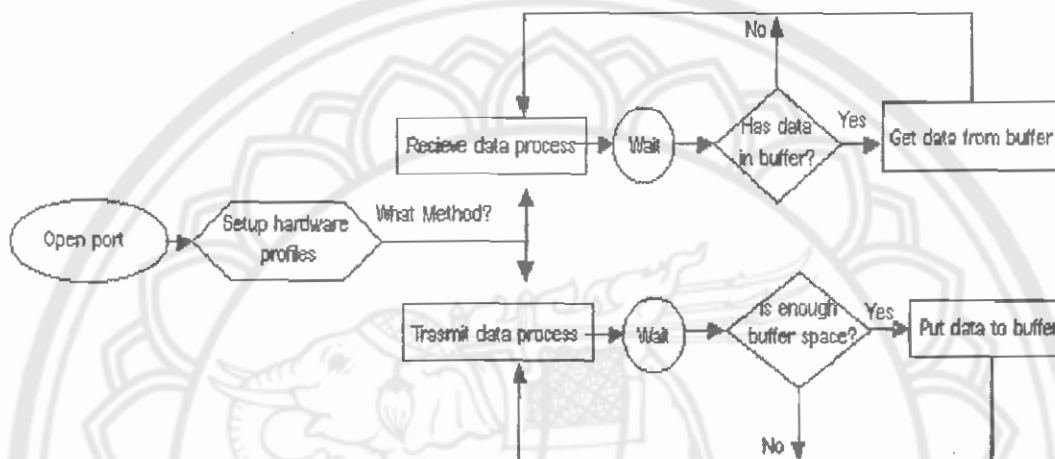 No
Recieve data process
Wait
Has data
in buffer?
Yes
Get data from buffer
Open port
Setup hardware
profiles
What Method?
Trasmit data process
Wait
Is enough
buffer space?
Yes
Put data to buffer
No